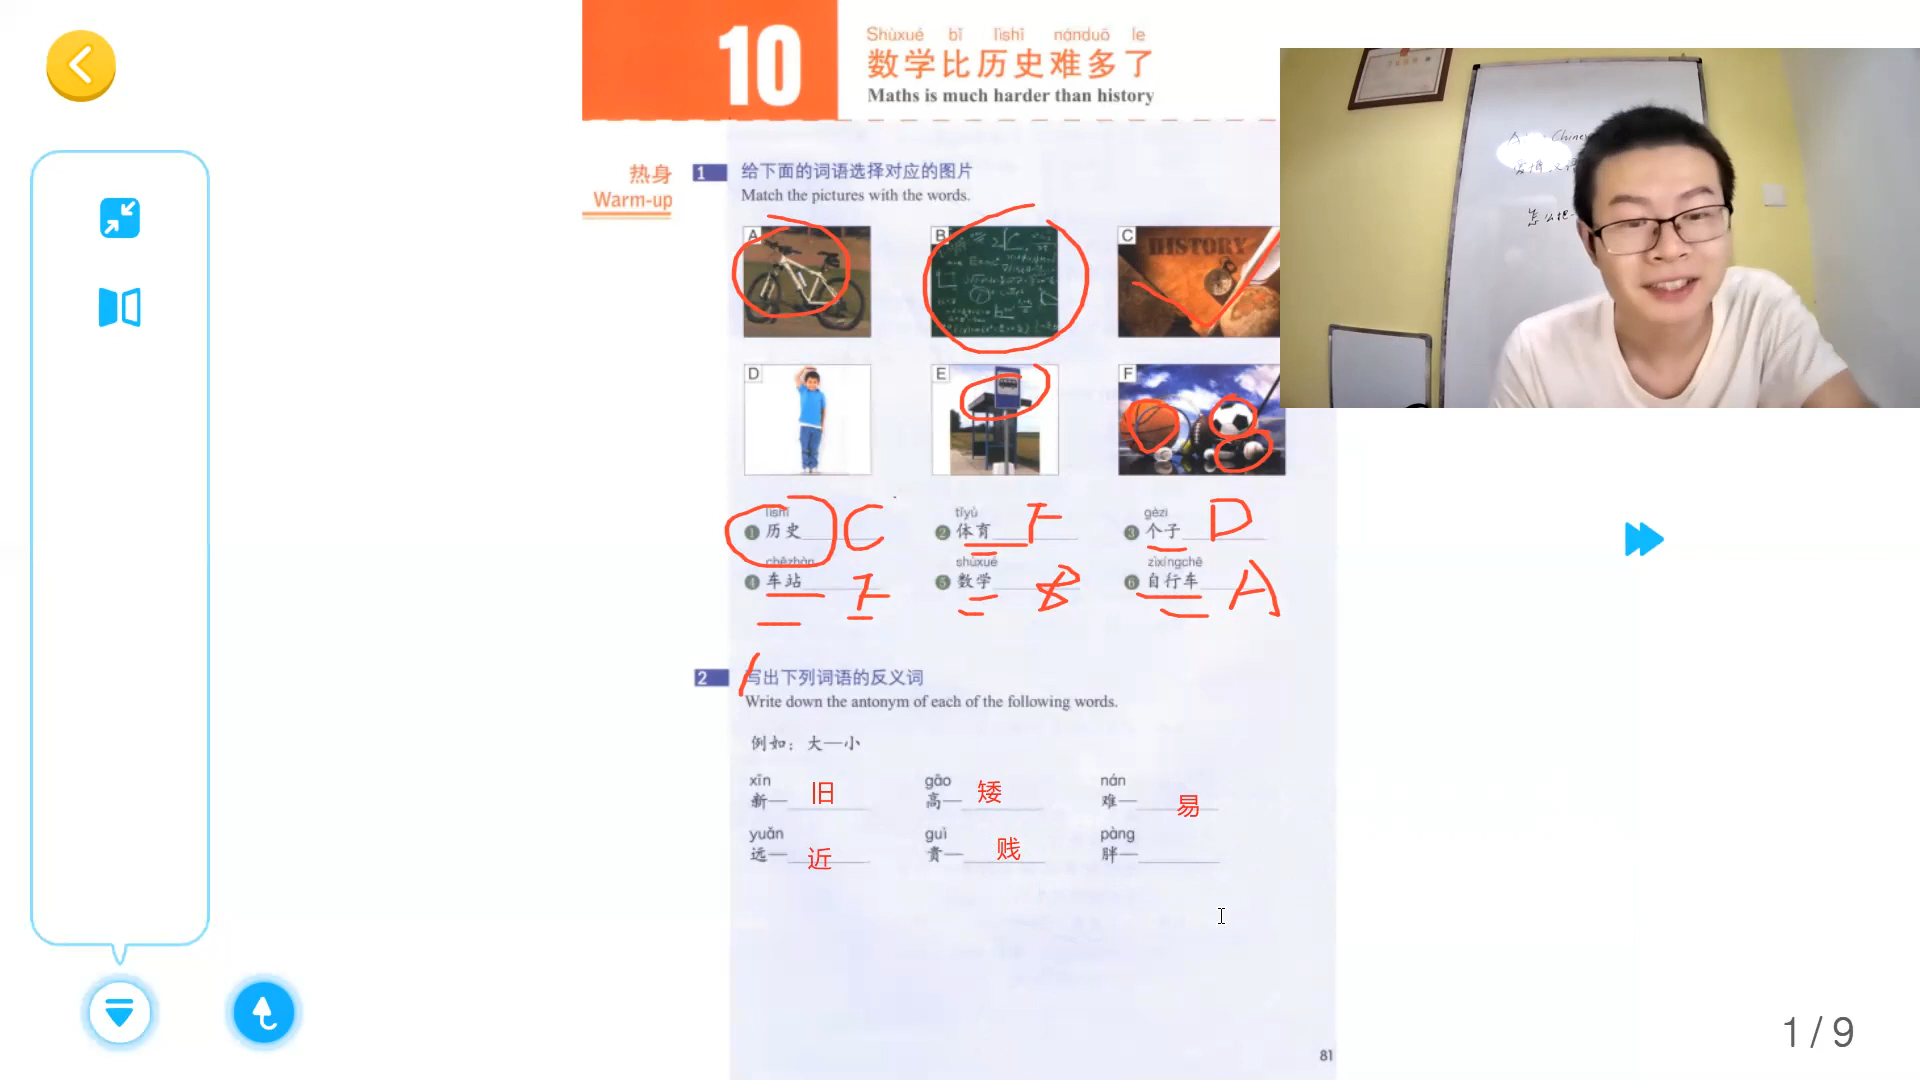 10
Shùxué bǐ lìshǐ nánduō le
数学比历史难多了
Maths is much harder than history
热身
Warm-up
1 给下面的词语选择对应的图片
Match the pictures with the words.
A
B
C
HISTORY
D
E
F
lìshǐ
1 历史 C
tǐyù
2 体育 F
gèzi
3 个子 D
chēzhàn
4 车站 E
shùxué
5 数学 B
zìxíngchē
6 自行车 A
2 写出下列词语的反义词
Write down the antonym of each of the following words.
例如：大—小
xīn
新— 旧
gāo
高— 矮
nán
难— 易
yuǎn
远— 近
guì
贵— 贱
pàng
胖—
81
1 / 9